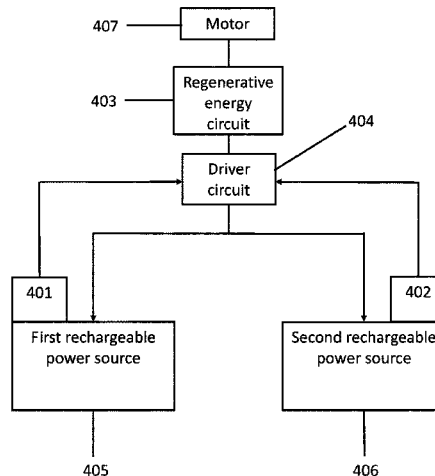 407
Motor
403
Regenerative
energy
circuit
404
Driver
circuit
401
402
First rechargeable
power source
Second rechargeable
power source
405
406